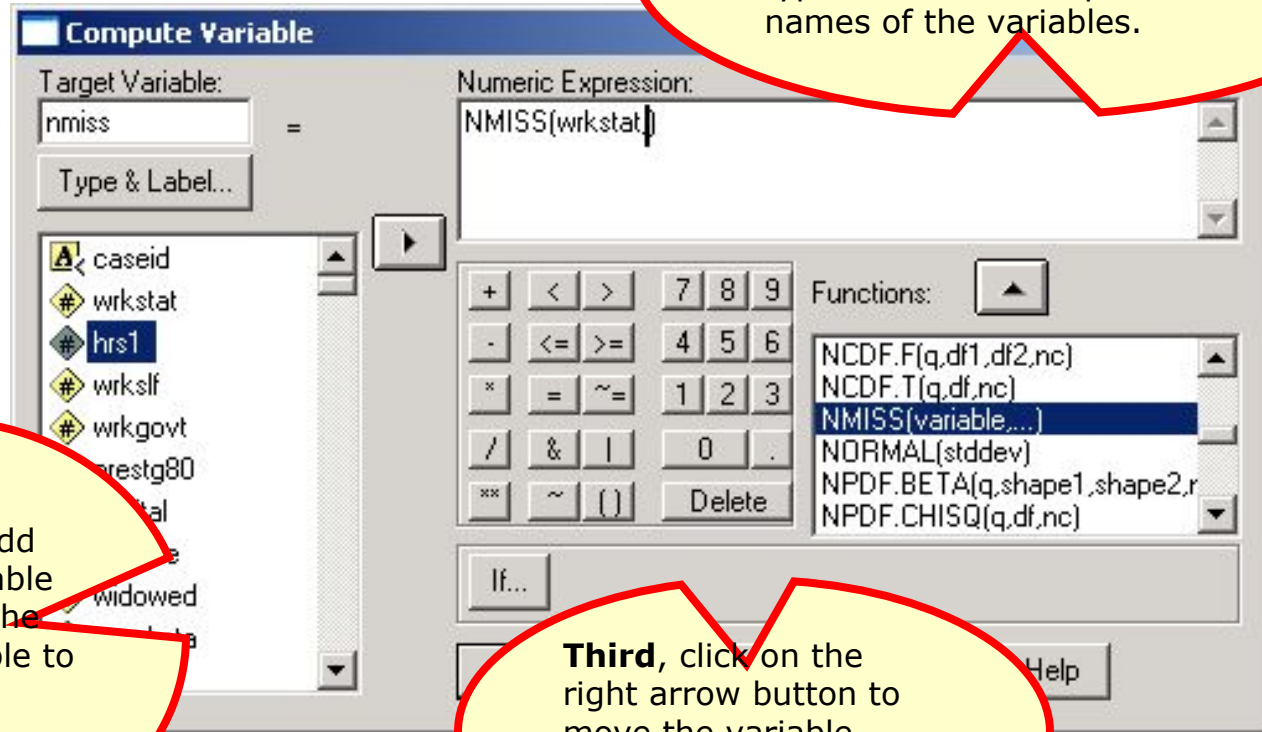 names of the variables.
Compute Variable
Target Variable:
Numeric Expression:
nmiss
=
NMISS(wrkstat,)
Type & Label...
caseid
wrkstat
hrs1
wrkslf
wrkgovt
widowed
+ < > 7 8 9
- <= >= 4 5 6
* = ~= 1 2 3
/ & | 0 .
** ~ () Delete
Functions:
NCDF.F(q,df1,df2,nc)
NCDF.T(q,df,nc)
NMISS(variable,...)
NORMAL(stddev)
NPDF.BETA(q,shape1,shape2,r
NPDF.CHISQ(q,df,nc)
If...
Help
Third, click on the
right arrow button to
move the variable